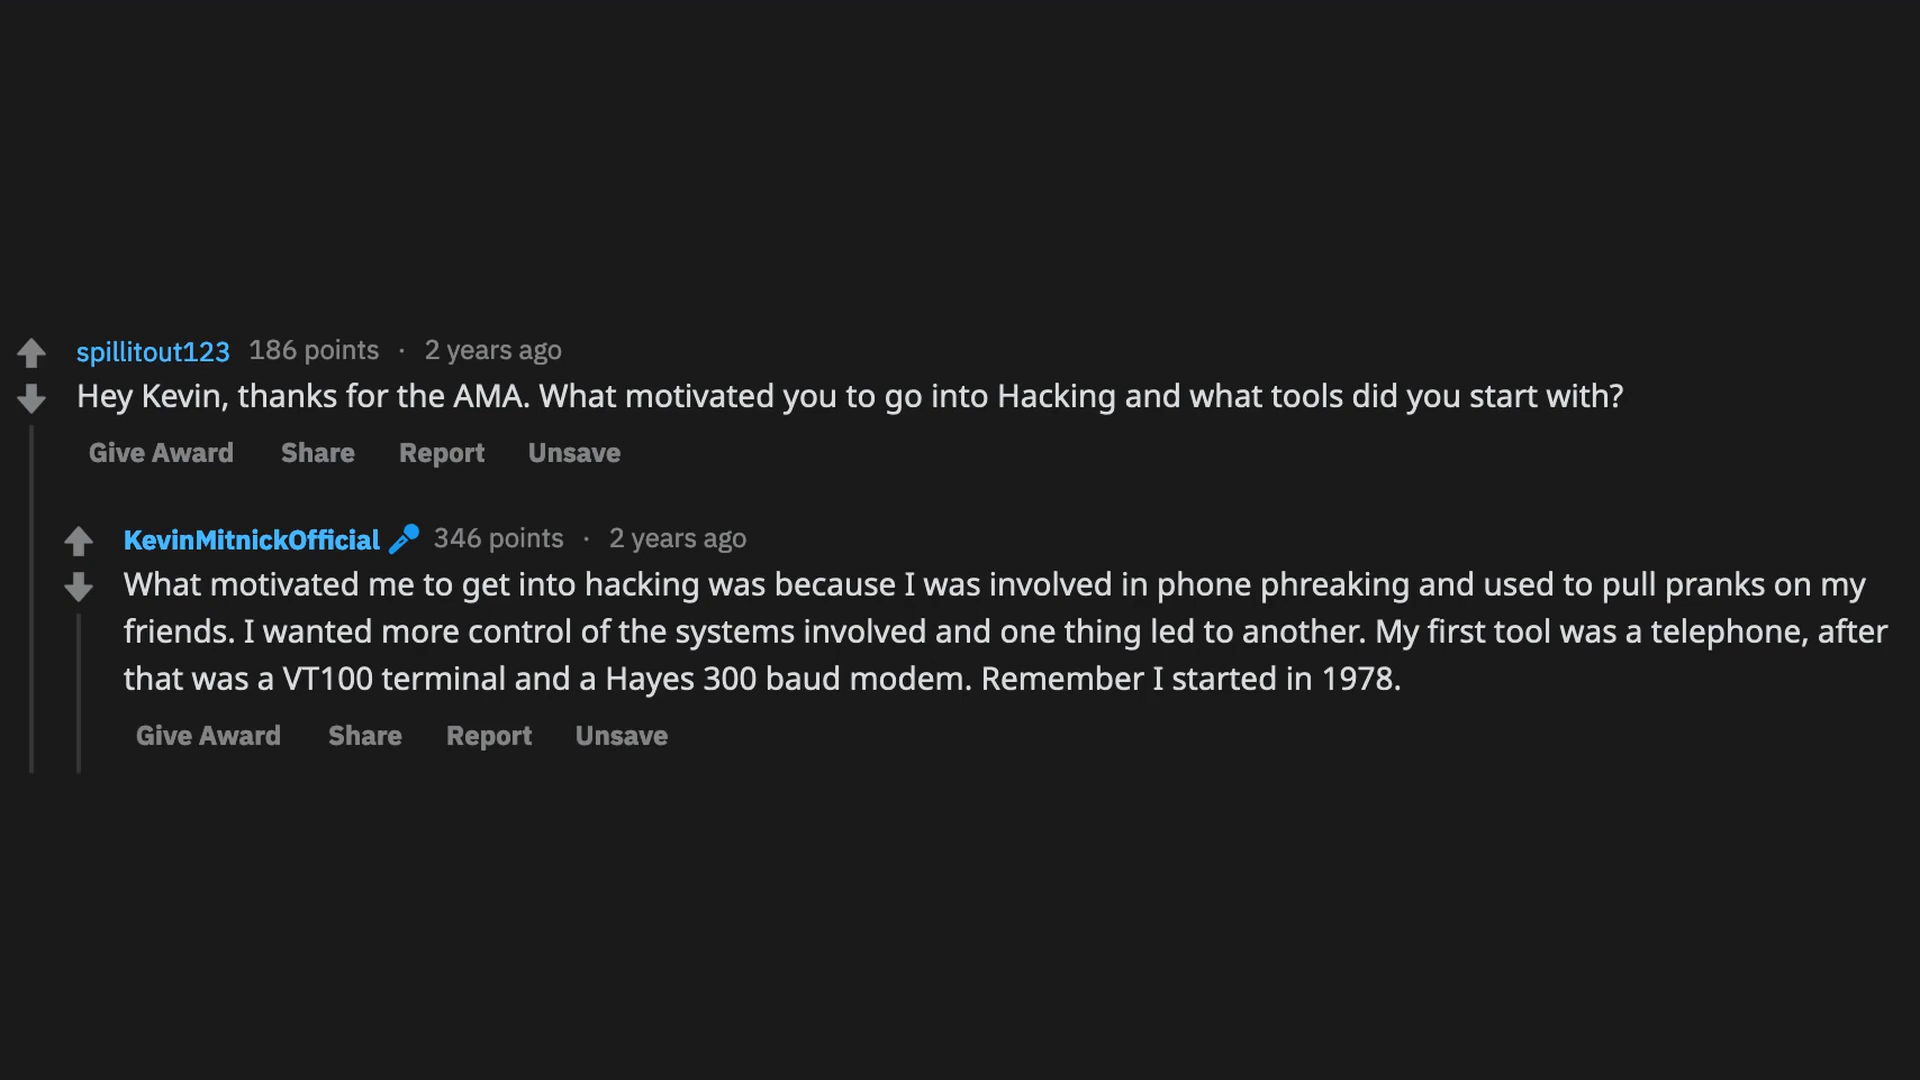 spillitout123 186 points · 2 years ago
Hey Kevin, thanks for the AMA. What motivated you to go into Hacking and what tools did you start with?
Give Award Share Report Unsave
KevinMitnickOfficial 346 points · 2 years ago
What motivated me to get into hacking was because I was involved in phone phreaking and used to pull pranks on my
friends. I wanted more control of the systems involved and one thing led to another. My first tool was a telephone, after
that was a VT100 terminal and a Hayes 300 baud modem. Remember I started in 1978.
Give Award Share Report Unsave